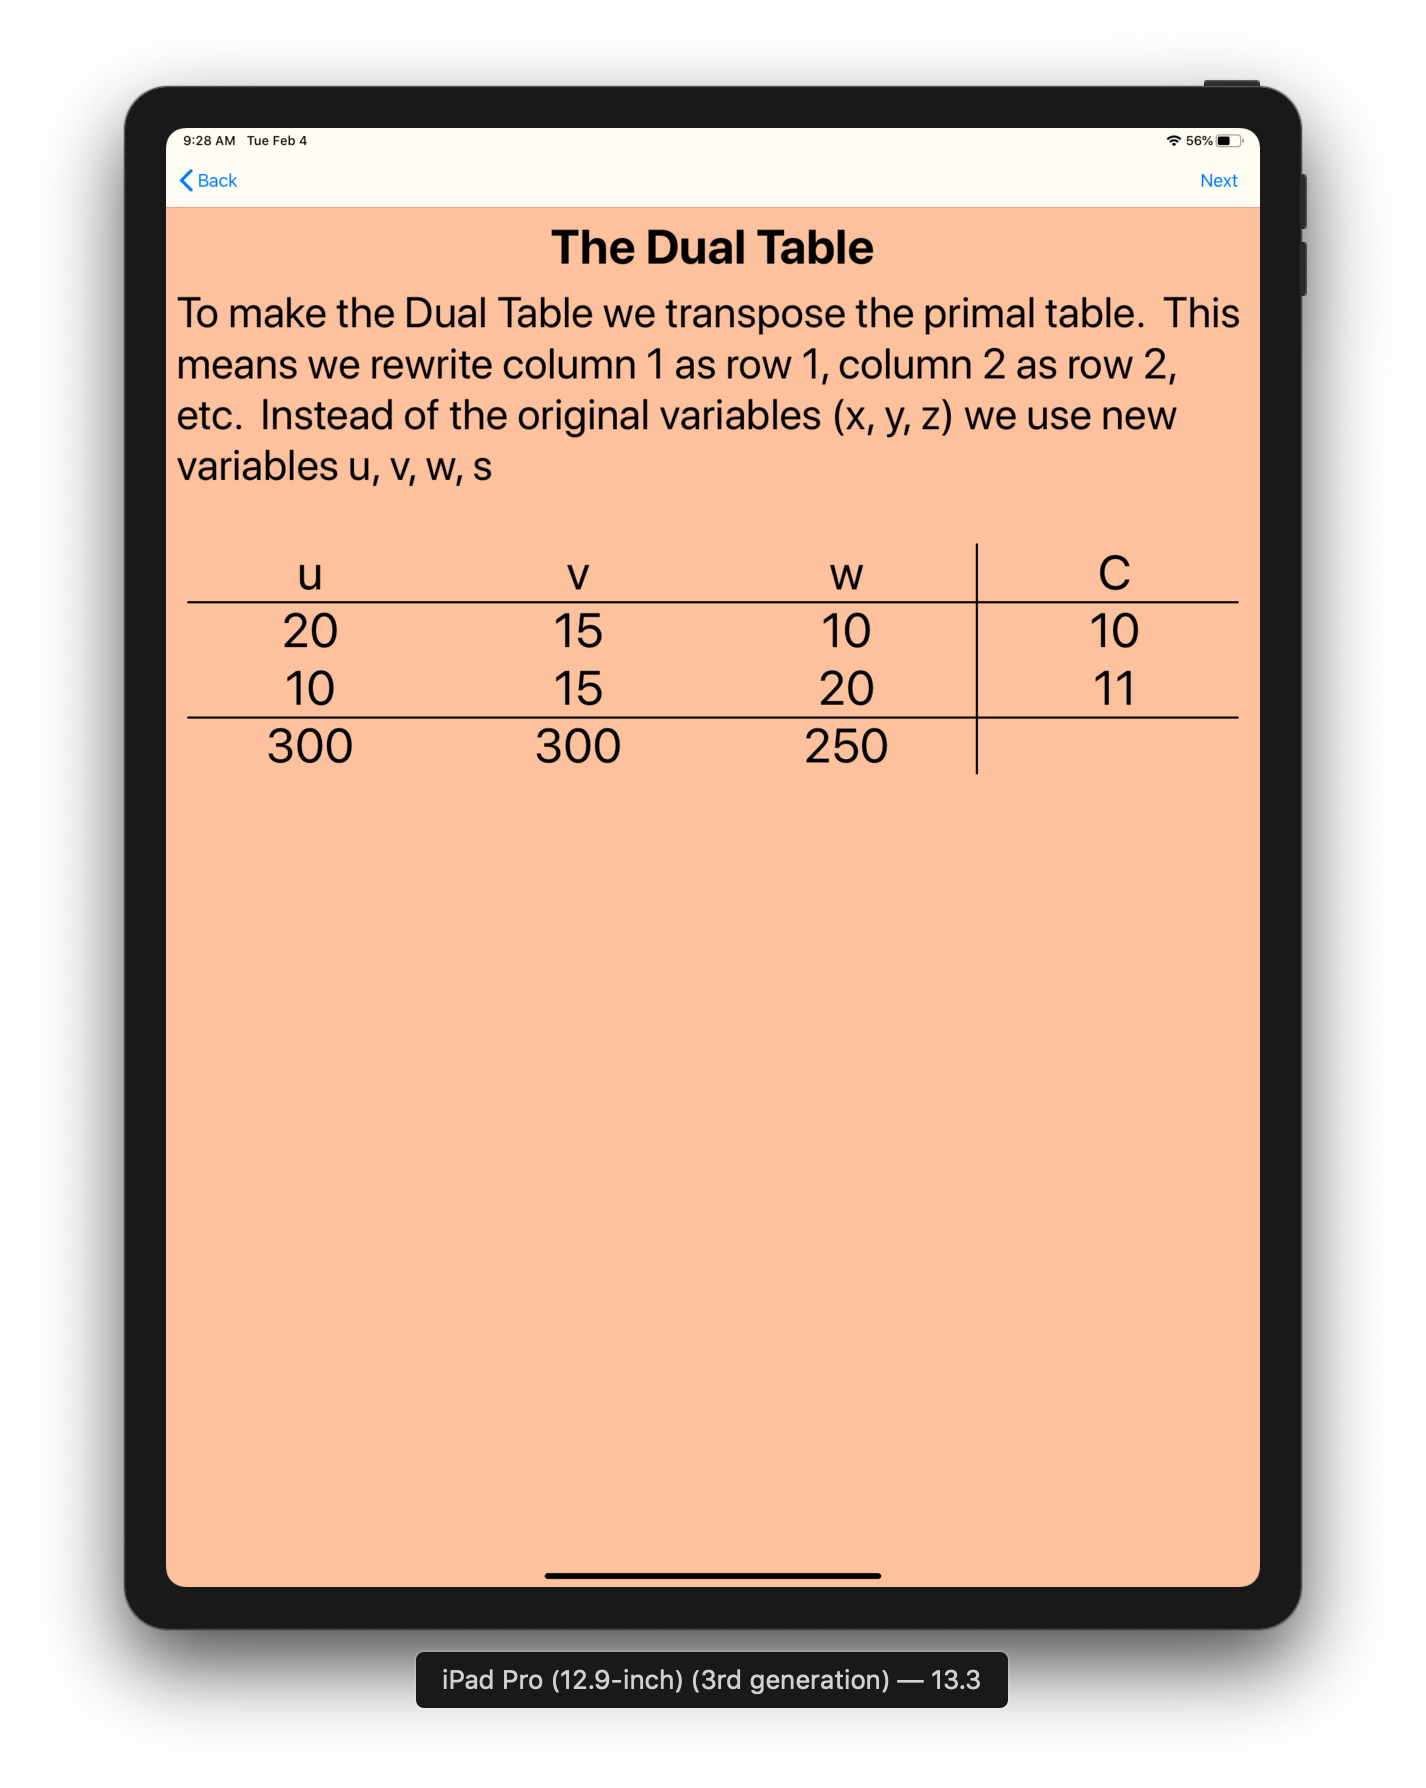 9:28 AM Tue Feb 4 56%
Back Next
The Dual Table
To make the Dual Table we transpose the primal table. This
means we rewrite column 1 as row 1, column 2 as row 2,
etc. Instead of the original variables (x, y, z) we use new
variables u, v, w, s
u v w C
20 15 10 10
10 15 20 11
300 300 250
iPad Pro (12.9-inch) (3rd generation) — 13.3